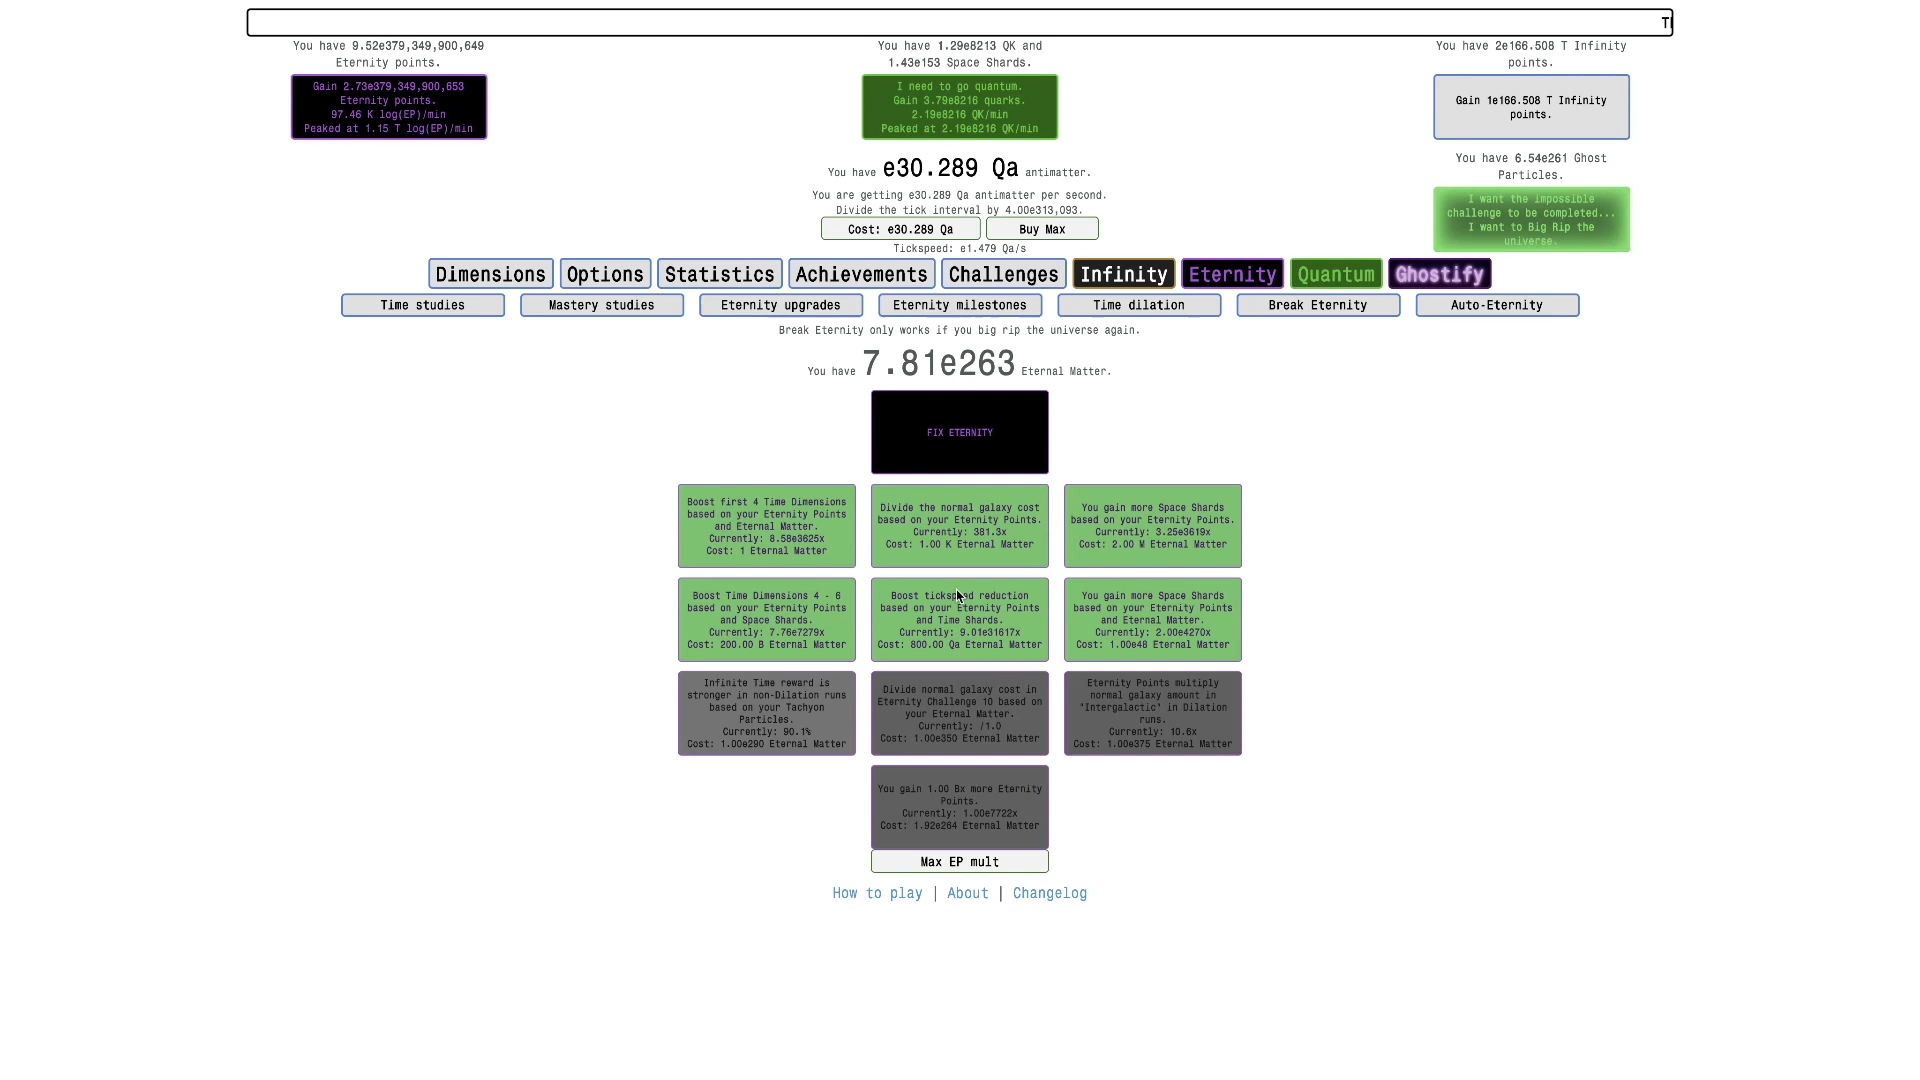 You have 9.52e379,349,900,649
Eternity points.
Gain 2.73e379,349,900,653
Eternity points.
97.46 K log(EP)/min
Peaked at 1.15 T log(EP)/min
You have 1.29e8213 QK and
1.43e153 Space Shards.
I need to go quantum.
Gain 3.79e8216 quarks.
2.19e8216 QK/min
Peaked at 2.19e8216 QK/min
You have 2e166.508 T Infinity
points.
Gain 1e166.508 T Infinity
points.
You have 6.54e261 Ghost
Particles.
I want the impossible
challenge to be completed...
I want to Big Rip the
universe.
You have e30.289 Qa antimatter.
You are getting e30.289 Qa antimatter per second.
Divide the tick interval by 4.00e313,093.
Cost: e30.289 Qa
Buy Max
Tickspeed: e1.479 Qa/s
Dimensions
Options
Statistics
Achievements
Challenges
Infinity
Eternity
Quantum
Ghostify
Time studies
Mastery studies
Eternity upgrades
Eternity milestones
Time dilation
Break Eternity
Auto-Eternity
Break Eternity only works if you big rip the universe again.
You have 7.81e263 Eternal Matter.
FIX ETERNITY
Boost first 4 Time Dimensions
based on your Eternity Points
and Eternal Matter.
Currently: 8.58e3625x
Cost: 1 Eternal Matter
Divide the normal galaxy cost
based on your Eternity Points.
Currently: 381.3x
Cost: 1.00 K Eternal Matter
You gain more Space Shards
based on your Eternity Points.
Currently: 3.25e3619x
Cost: 2.00 M Eternal Matter
Boost Time Dimensions 4 - 6
based on your Eternity Points
and Space Shards.
Currently: 7.76e7279x
Cost: 200.00 B Eternal Matter
Boost tickspeed reduction
based on your Eternity Points
and Time Shards.
Currently: 9.01e31617x
Cost: 800.00 Qa Eternal Matter
You gain more Space Shards
based on your Eternity Points
and Eternal Matter.
Currently: 2.00e4270x
Cost: 1.00e48 Eternal Matter
Infinite Time reward is
stronger in non-Dilation runs
based on your Tachyon
Particles.
Currently: 90.1%
Cost: 1.00e290 Eternal Matter
Divide normal galaxy cost in
Eternity Challenge 10 based on
your Eternal Matter.
Currently: /1.0
Cost: 1.00e350 Eternal Matter
Eternity Points multiply
normal galaxy amount in
"Intergalactic" in Dilation
runs.
Currently: 10.6x
Cost: 1.00e375 Eternal Matter
You gain 1.00 Bx more Eternity
Points.
Currently: 1.00e7722x
Cost: 1.92e264 Eternal Matter
Max EP mult
How to play | About | Changelog